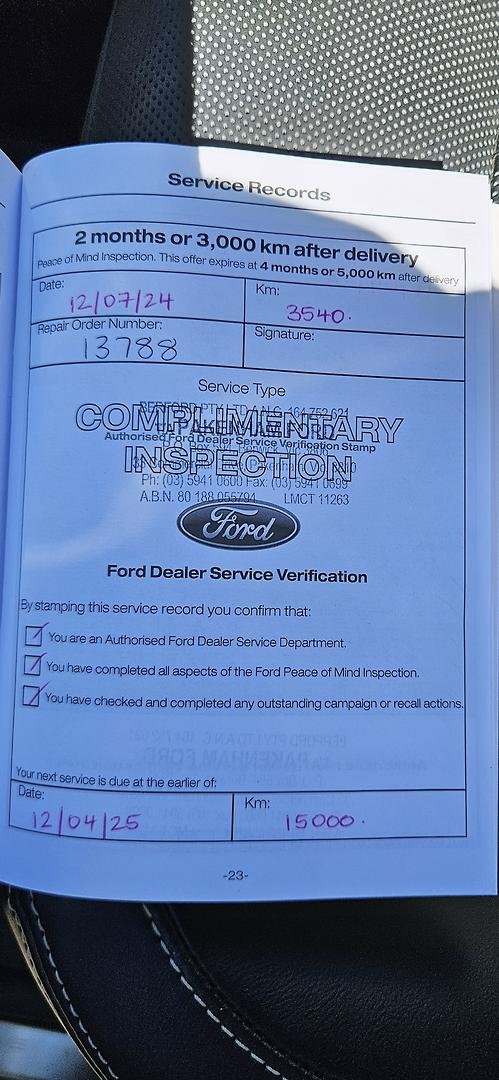 Service Records
2 months or 3,000 km after delivery
Peace of Mind Inspection. This offer expires at 4 months or 5,000 km after delivery
Date:
12/07/24
Km:
3540.
Repair Order Number:
13788
Signature:
Service Type
COMPLIMENTARY
Authorised Ford Dealer Service Verification Stamp
INSPECTION
Ph: (03) 5941 0600 Fax: (03) 5941 0699
A.B.N. 80 188 055794 LMCT 11263
Ford
Ford Dealer Service Verification
By stamping this service record you confirm that:
You are an Authorised Ford Dealer Service Department.
You have completed all aspects of the Ford Peace of Mind Inspection.
You have checked and completed any outstanding campaign or recall actions.
Your next service is due at the earlier of:
Date:
12/04/25
Km:
15000.
-23-